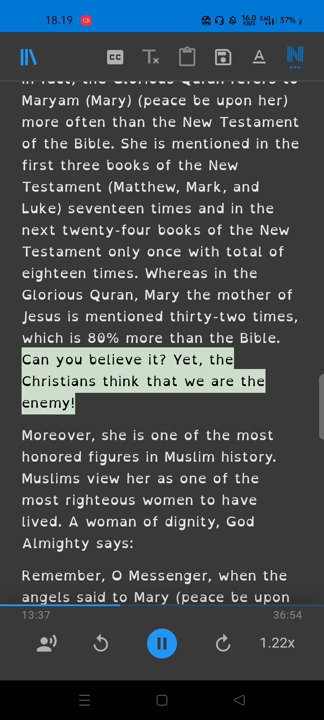 18.19
16.0
KB/S
37%
CC
In fact, the Glorious Quran refers to
Maryam (Mary) (peace be upon her)
more often than the New Testament
of the Bible. She is mentioned in the
first three books of the New
Testament (Matthew, Mark, and
Luke) seventeen times and in the
next twenty-four books of the New
Testament only once with total of
eighteen times. Whereas in the
Glorious Quran, Mary the mother of
Jesus is mentioned thirty-two times,
which is 80% more than the Bible.
Can you believe it? Yet, the
Christians think that we are the
enemy!
Moreover, she is one of the most
honored figures in Muslim history.
Muslims view her as one of the
most righteous women to have
lived. A woman of dignity, God
Almighty says:
Remember, O Messenger, when the
angels said to Mary (peace be upon
13:37
36:54
1.22x